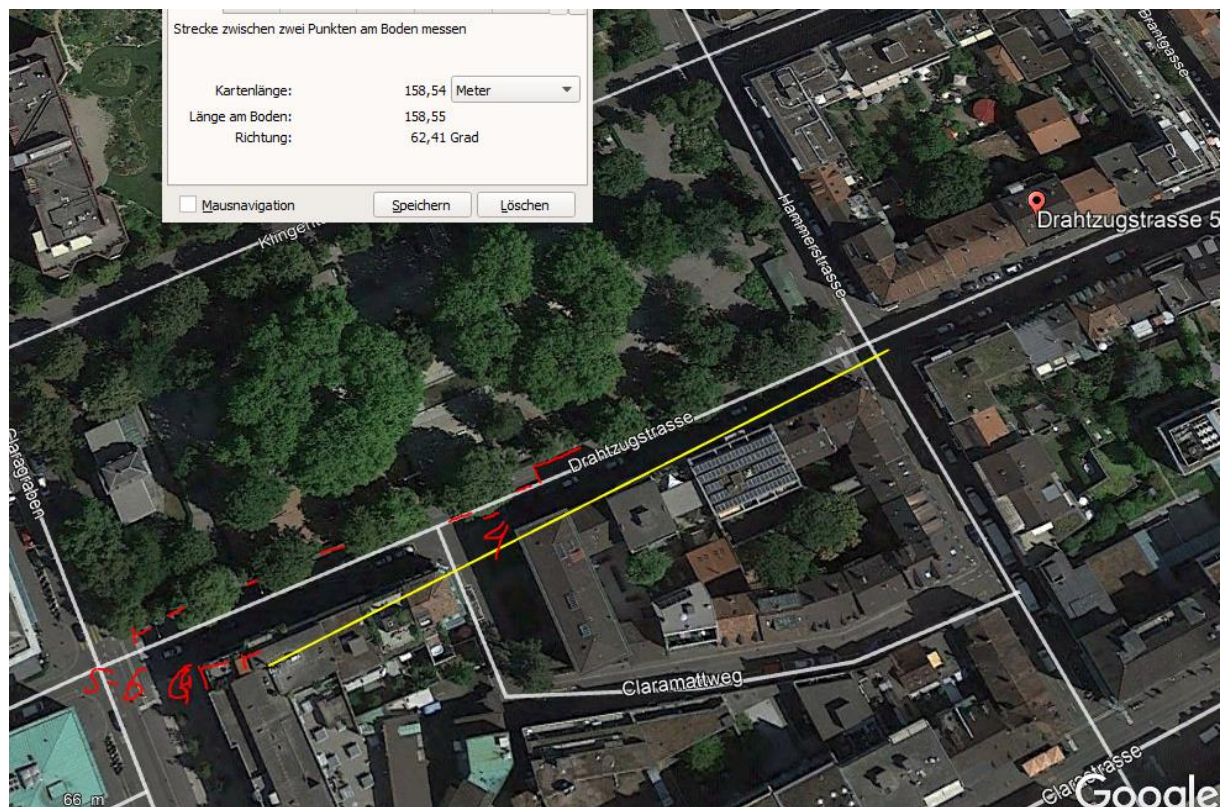 Strecke zwischen zwei Punkten am Boden messen
Kartenlänge: 158,54 Meter
Länge am Boden: 158,55
Richtung: 62,41 Grad
Mausnavigation Speichern Löschen
Brantgasse
Hammerstrasse
Drahtzugstrasse 5
Drahtzugstrasse
Claragraben
4
5-6
Claramattweg
Clarastrasse
66 m
Google